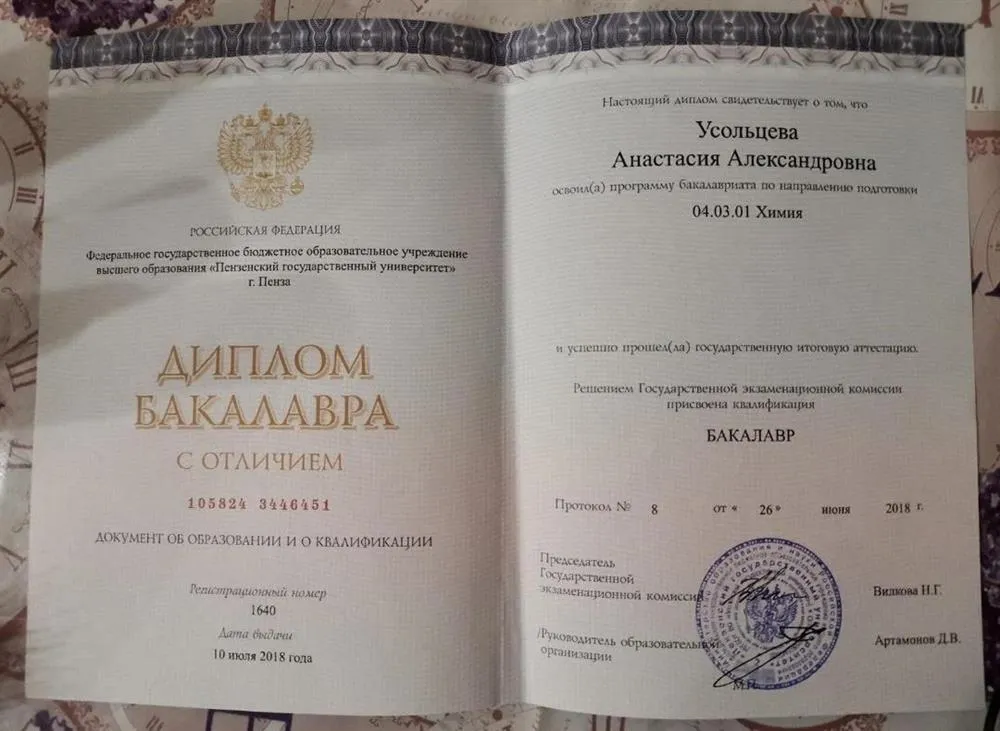 РОССИЙСКАЯ ФЕДЕРАЦИЯ
Федеральное государственное бюджетное образовательное учреждение
высшего образования «Пензенский государственный университет»
г. Пенза
ДИПЛОМ
БАКАЛАВРА
С ОТЛИЧИЕМ
105824 3446451
ДОКУМЕНТ ОБ ОБРАЗОВАНИИ И О КВАЛИФИКАЦИИ
Регистрационный номер
1640
Дата выдачи
10 июля 2018 года
Настоящий диплом свидетельствует о том, что
Усольцева
Анастасия Александровна
освоил(а) программу бакалавриата по направлению подготовки
04.03.01 Химия
и успешно прошел(ла) государственную итоговую аттестацию.
Решением Государственной экзаменационной комиссии
присвоена квалификация
БАКАЛАВР
Протокол № 8 от « 26 » июня 2018 г.
Председатель
Государственной
экзаменационной комиссии Вилкова Н.Г.
/Руководитель образовательной Артамонов Д.В.
организации
М.П.